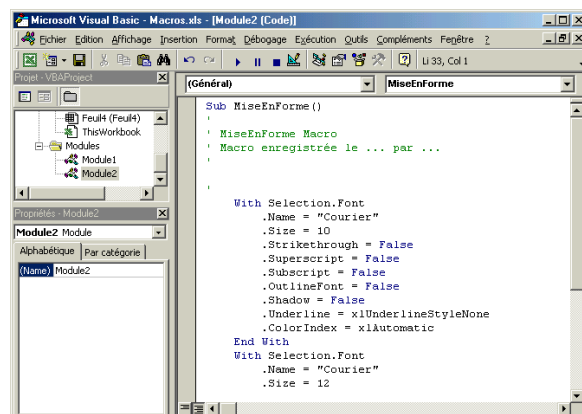 Microsoft Visual Basic - Macros.xls - [Module2 (Code)]
Fichier Edition Affichage Insertion Format Débogage Exécution Outils Compléments Fenêtre ?
Li 33, Col 1
Projet - VBAProject
Feuil4 (Feuil4)
ThisWorkbook
Modules
Module1
Module2
Propriétés - Module2
Module2 Module
Alphabétique Par catégorie
(Name) Module2
(Général) MiseEnForme
Sub MiseEnForme()
'
' MiseEnForme Macro
' Macro enregistrée le ... par ...
'
'
With Selection.Font
.Name = "Courier"
.Size = 10
.Strikethrough = False
.Superscript = False
.Subscript = False
.OutlineFont = False
.Shadow = False
.Underline = xlUnderlineStyleNone
.ColorIndex = xlAutomatic
End With
With Selection.Font
.Name = "Courier"
.Size = 12